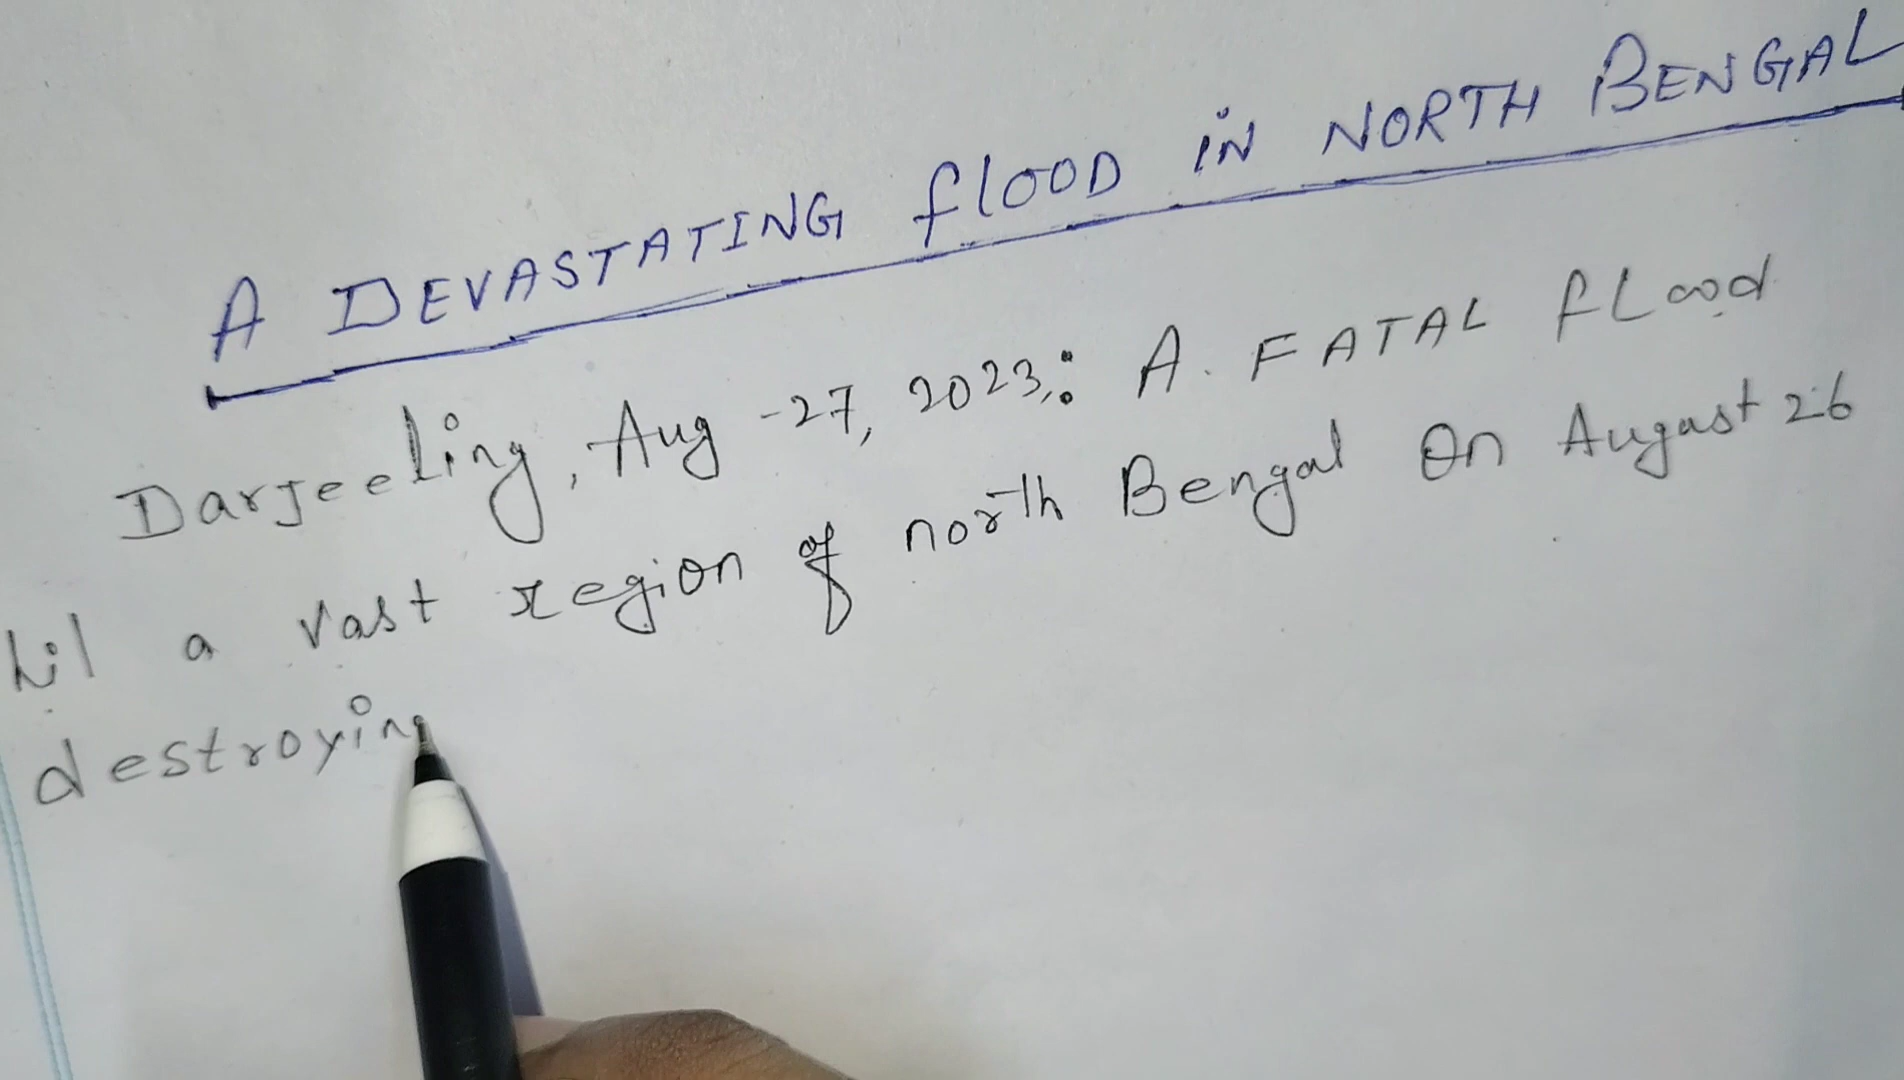 A DEVASTATING flOOD IN NORTH BENGAL
Darjeeling, Aug -27, 2023,: A. FATAL fLood
hil a vast region of north Bengal On August 26
destroying